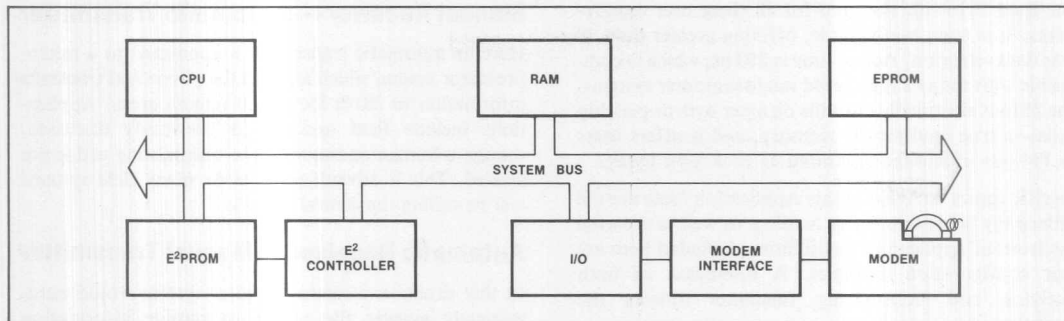 CPU
RAM
EPROM
SYSTEM BUS
E²PROM
E²
CONTROLLER
I/O
MODEM
INTERFACE
MODEM